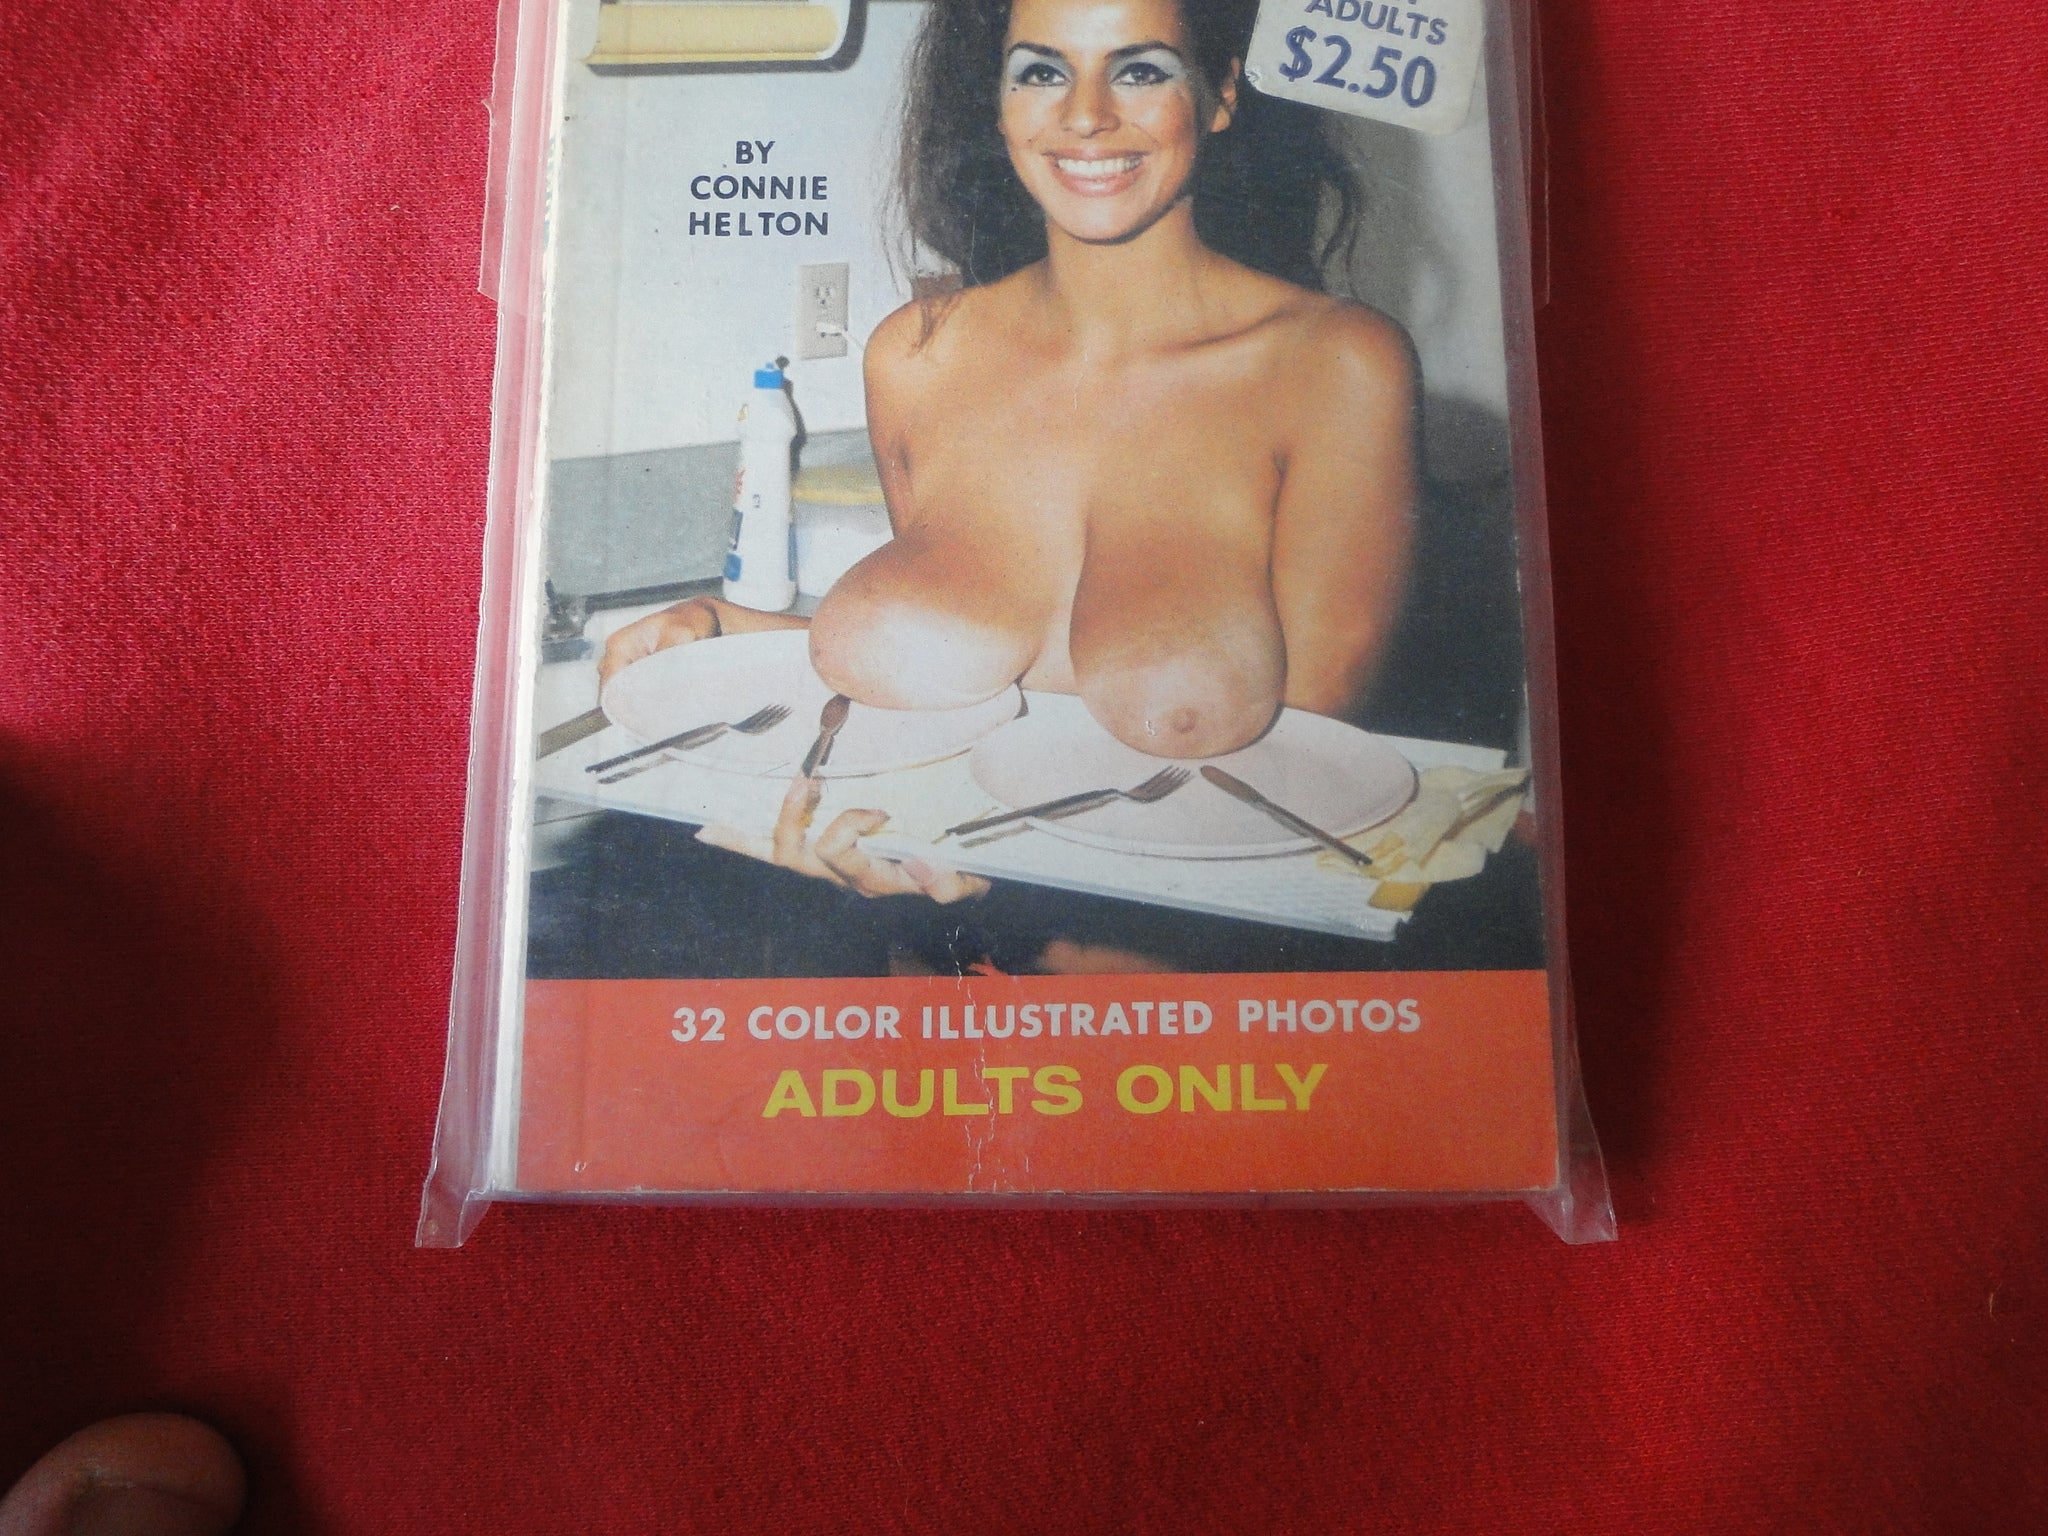 ADULTS
$2.50
BY
CONNIE
HELTON
32 COLOR ILLUSTRATED PHOTOS
ADULTS ONLY